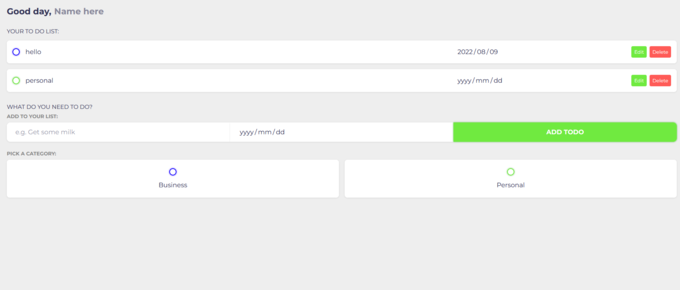 Good day, Name here
YOUR TO DO LIST:
hello 2022/08/09 Edit Delete
personal yyyy/mm/dd Edit Delete
WHAT DO YOU NEED TO DO?
ADD TO YOUR LIST:
e.g. Get some milk yyyy/mm/dd ADD TODO
PICK A CATEGORY:
Business Personal